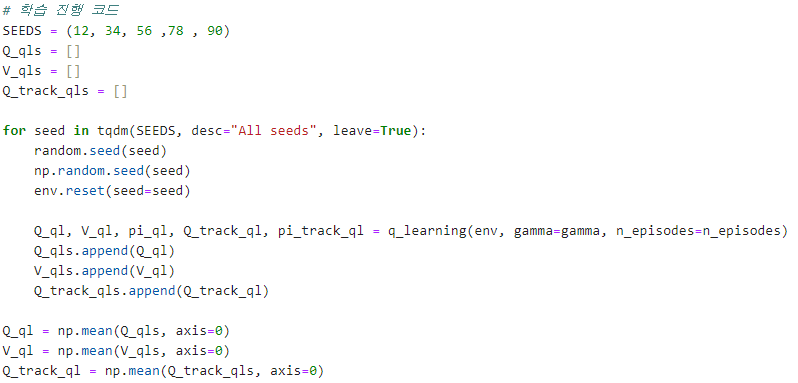 # 학습 진행 코드
SEEDS = (12, 34, 56 ,78 , 90)
Q_qls = []
V_qls = []
Q_track_qls = []

for seed in tqdm(SEEDS, desc="All seeds", leave=True):
    random.seed(seed)
    np.random.seed(seed)
    env.reset(seed=seed)

    Q_ql, V_ql, pi_ql, Q_track_ql, pi_track_ql = q_learning(env, gamma=gamma, n_episodes=n_episodes)
    Q_qls.append(Q_ql)
    V_qls.append(V_ql)
    Q_track_qls.append(Q_track_ql)

Q_ql = np.mean(Q_qls, axis=0)
V_ql = np.mean(V_qls, axis=0)
Q_track_ql = np.mean(Q_track_qls, axis=0)